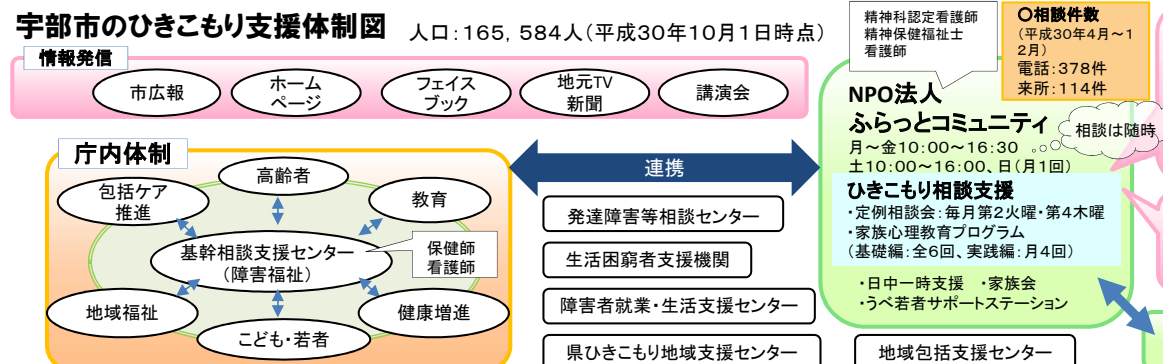 宇部市のひきこもり支援体制図
人口：165，584人（平成30年10月1日時点）
情報発信
市広報
ホーム
ページ
フェイス
ブック
地元TV
新聞
講演会
庁内体制
高齢者
包括ケア
推進
教育
基幹相談支援センター
（障害福祉）
保健師
看護師
地域福祉
健康増進
こども・若者
連携
発達障害等相談センター
生活困窮者支援機関
障害者就業・生活支援センター
県ひきこもり地域支援センター
地域包括支援センター
精神科認定看護師
精神保健福祉士
看護師
〇相談件数
（平成30年4月～1
2月）
電話：378件
来所：114件
NPO法人
ふらっとコミュニティ
相談は随時
月～金10：00～16：30
土10：00～16：00、日（月1回）
ひきこもり相談支援
・定例相談会：毎月第2火曜・第4木曜
・家族心理教育プログラム
（基礎編：全6回、実践編：月4回）
・日中一時支援　・家族会
・うべ若者サポートステーション